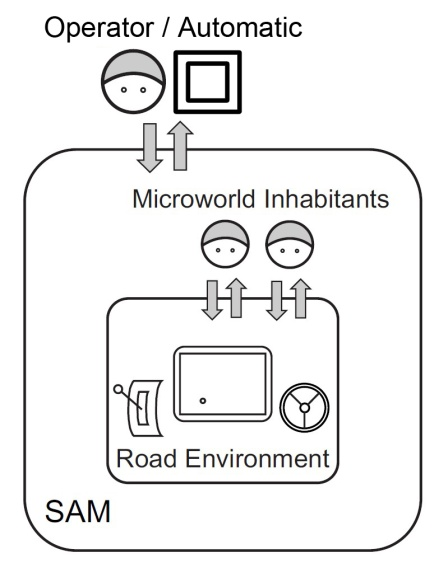 Operator / Automatic
Microworld Inhabitants
Road Environment
SAM